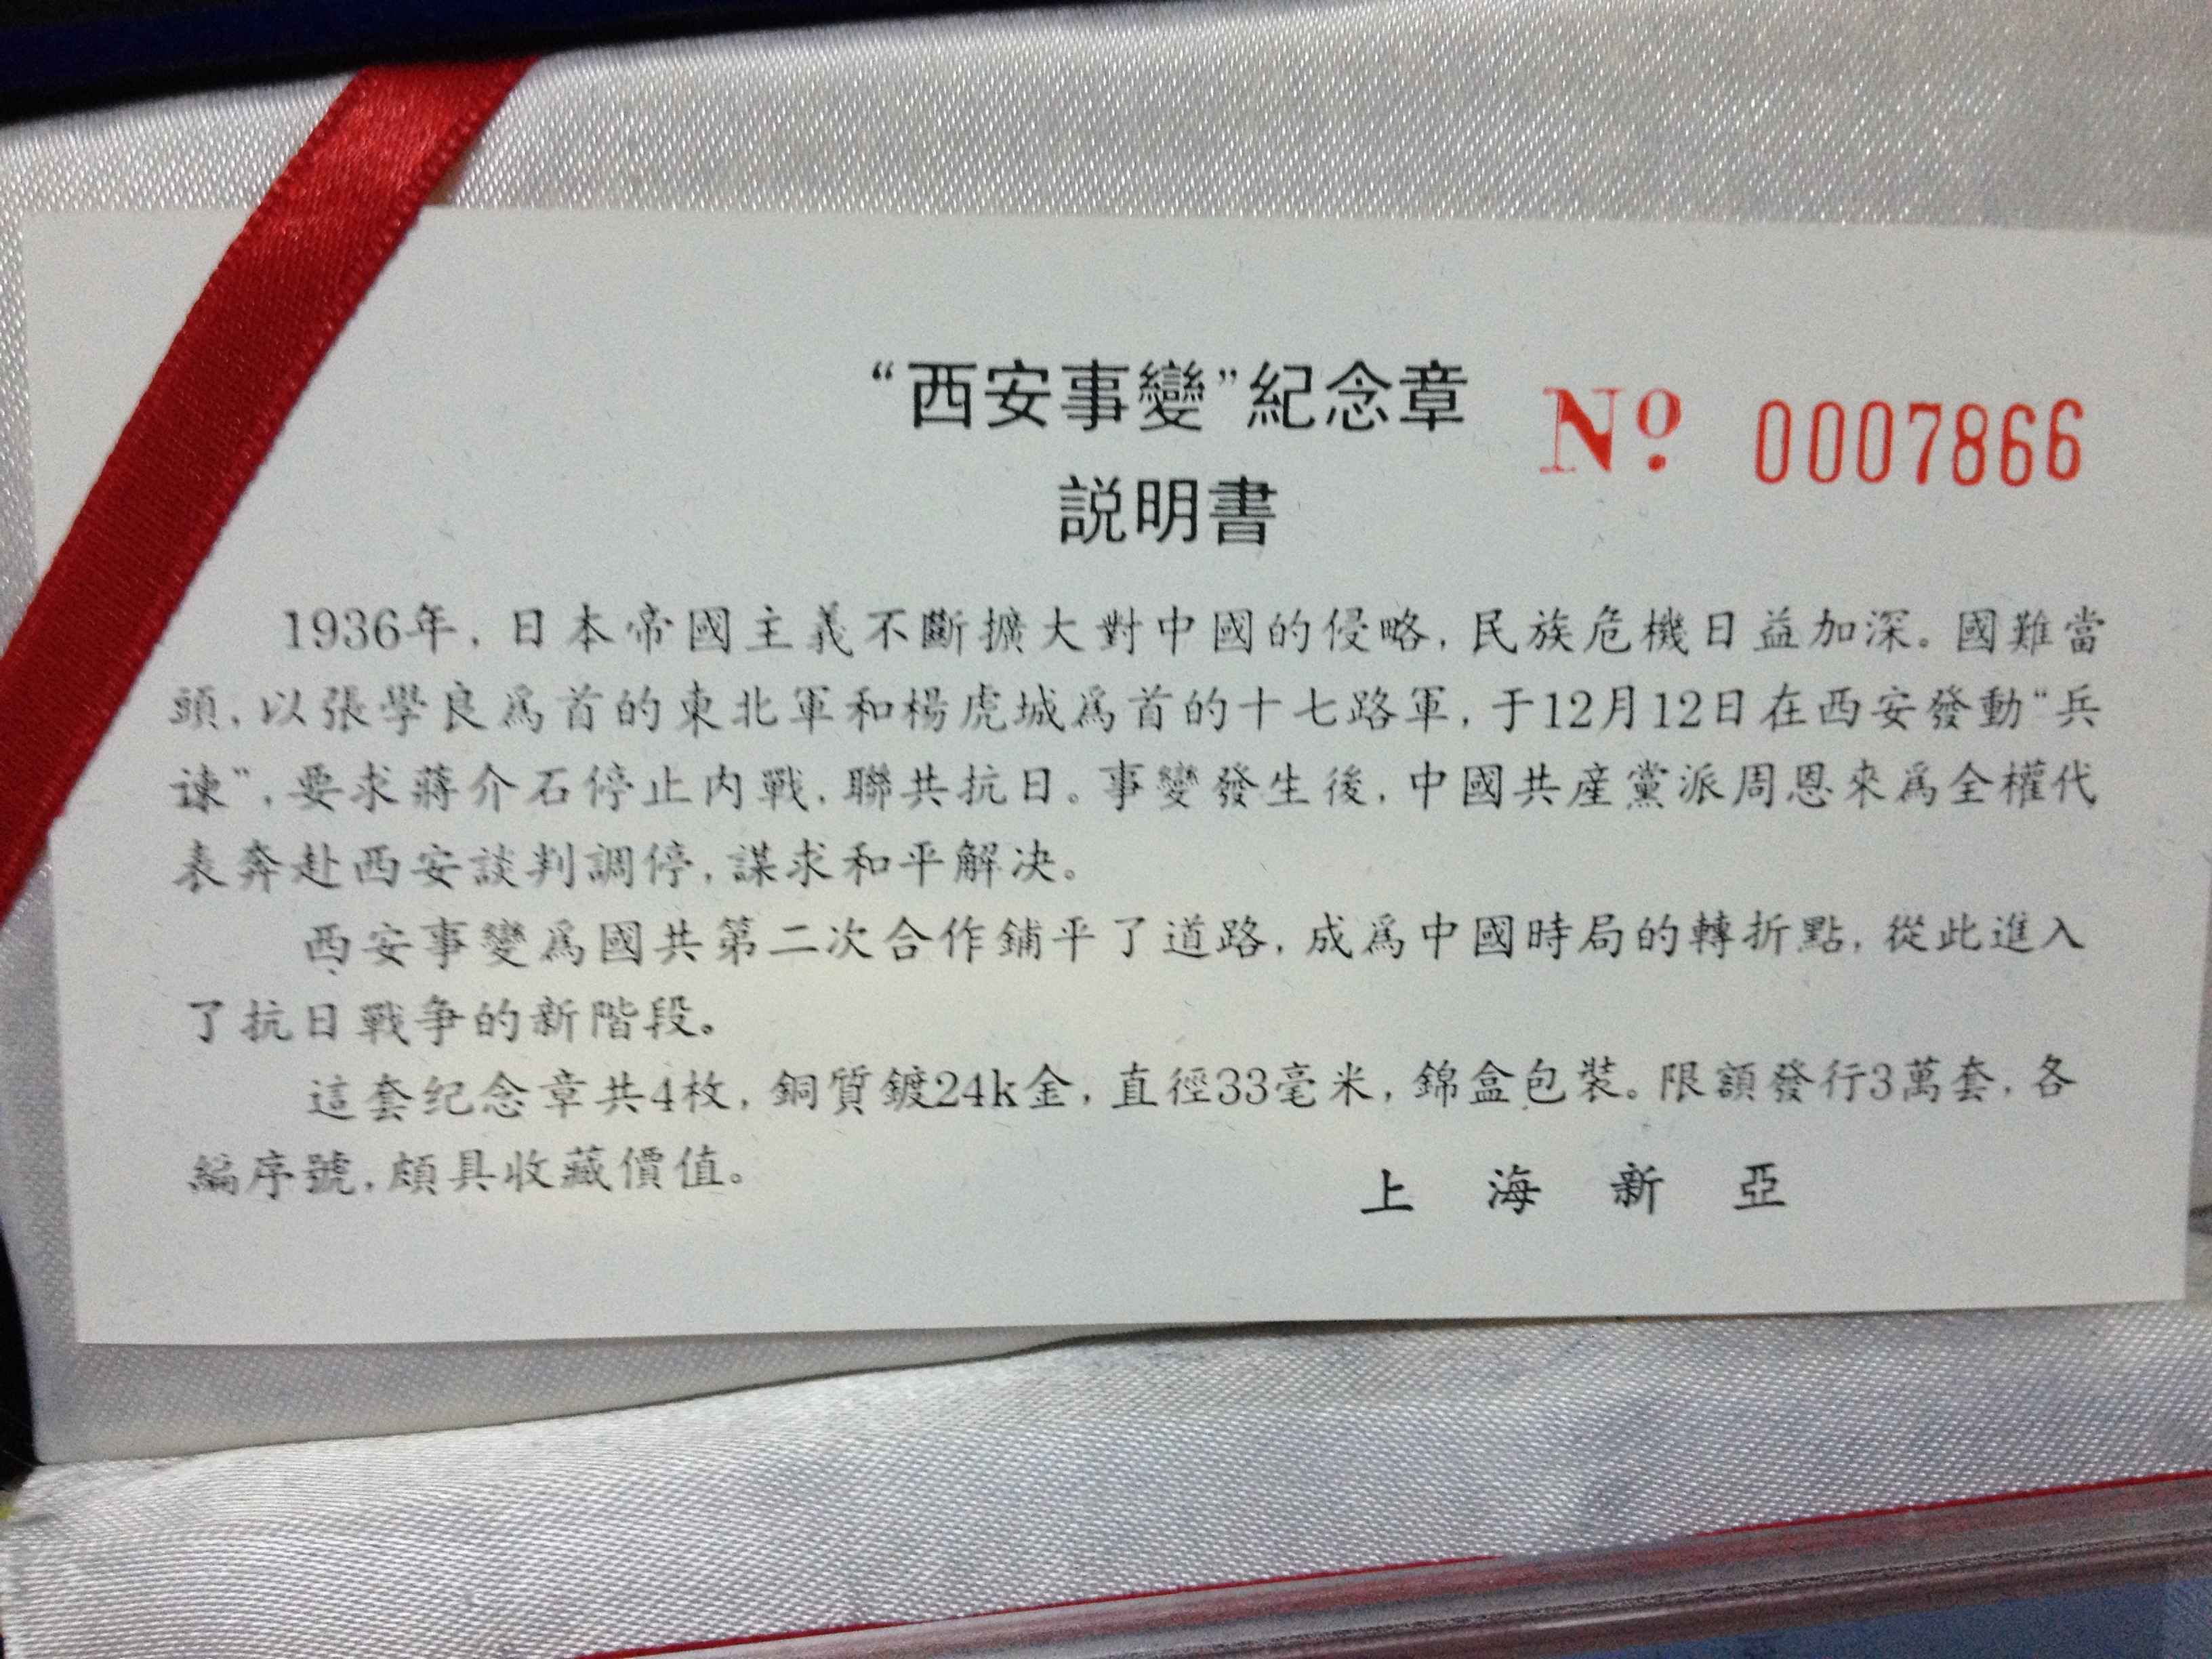 “西安事變”紀念章
No 0007866
説明書
1936年，日本帝國主義不斷擴大對中國的侵略，民族危機日益加深。國難當
頭，以張學良爲首的東北軍和楊虎城爲首的十七路軍，于12月12日在西安發動“兵
諫”，要求蔣介石停止内戰，聯共抗日。事變發生後，中國共産黨派周恩來爲全權代
表奔赴西安談判調停，謀求和平解决。
西安事變爲國共第二次合作鋪平了道路，成爲中國時局的轉折點，從此進入
了抗日戰争的新階段。
這套纪念章共4枚，銅質鍍24k金，直徑33毫米，錦盒包裝。限額發行3萬套，各
編序號，頗具收藏價值。
上海新亞